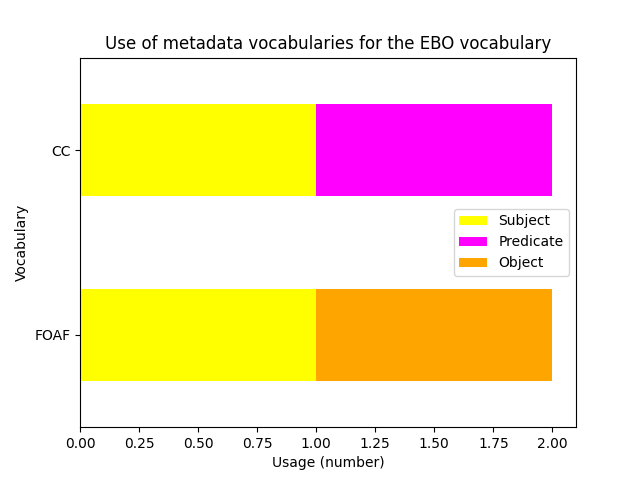 Use of metadata vocabularies for the EBO vocabulary
CC
Vocabulary
FOAF
Subject
Predicate
Object
0.00 0.25 0.50 0.75 1.00 1.25 1.50 1.75 2.00
Usage (number)